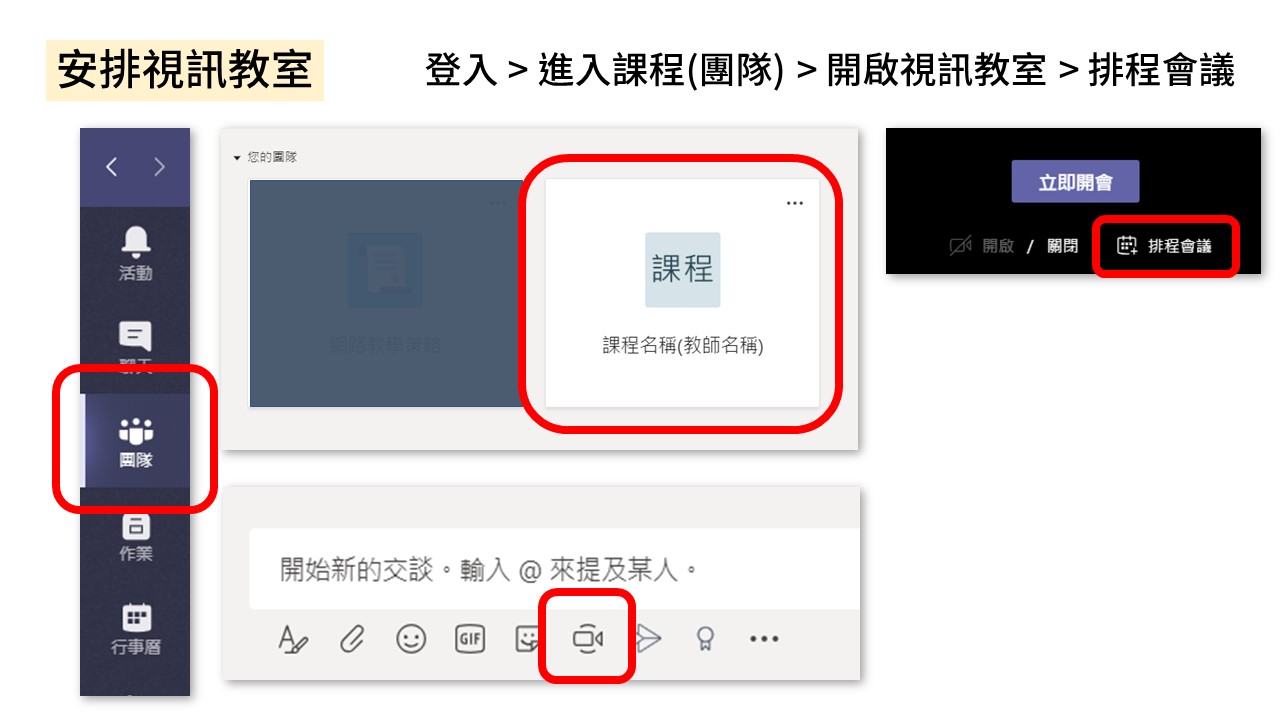 安排視訊教室
登入 > 進入課程(團隊) > 開啟視訊教室 > 排程會議
活動
聊天
團隊
作業
行事曆
您的團隊
課程
課程名稱(教師名稱)
開始新的交談。輸入 @ 來提及某人。
GIF
立即開會
開啟 / 關閉
排程會議